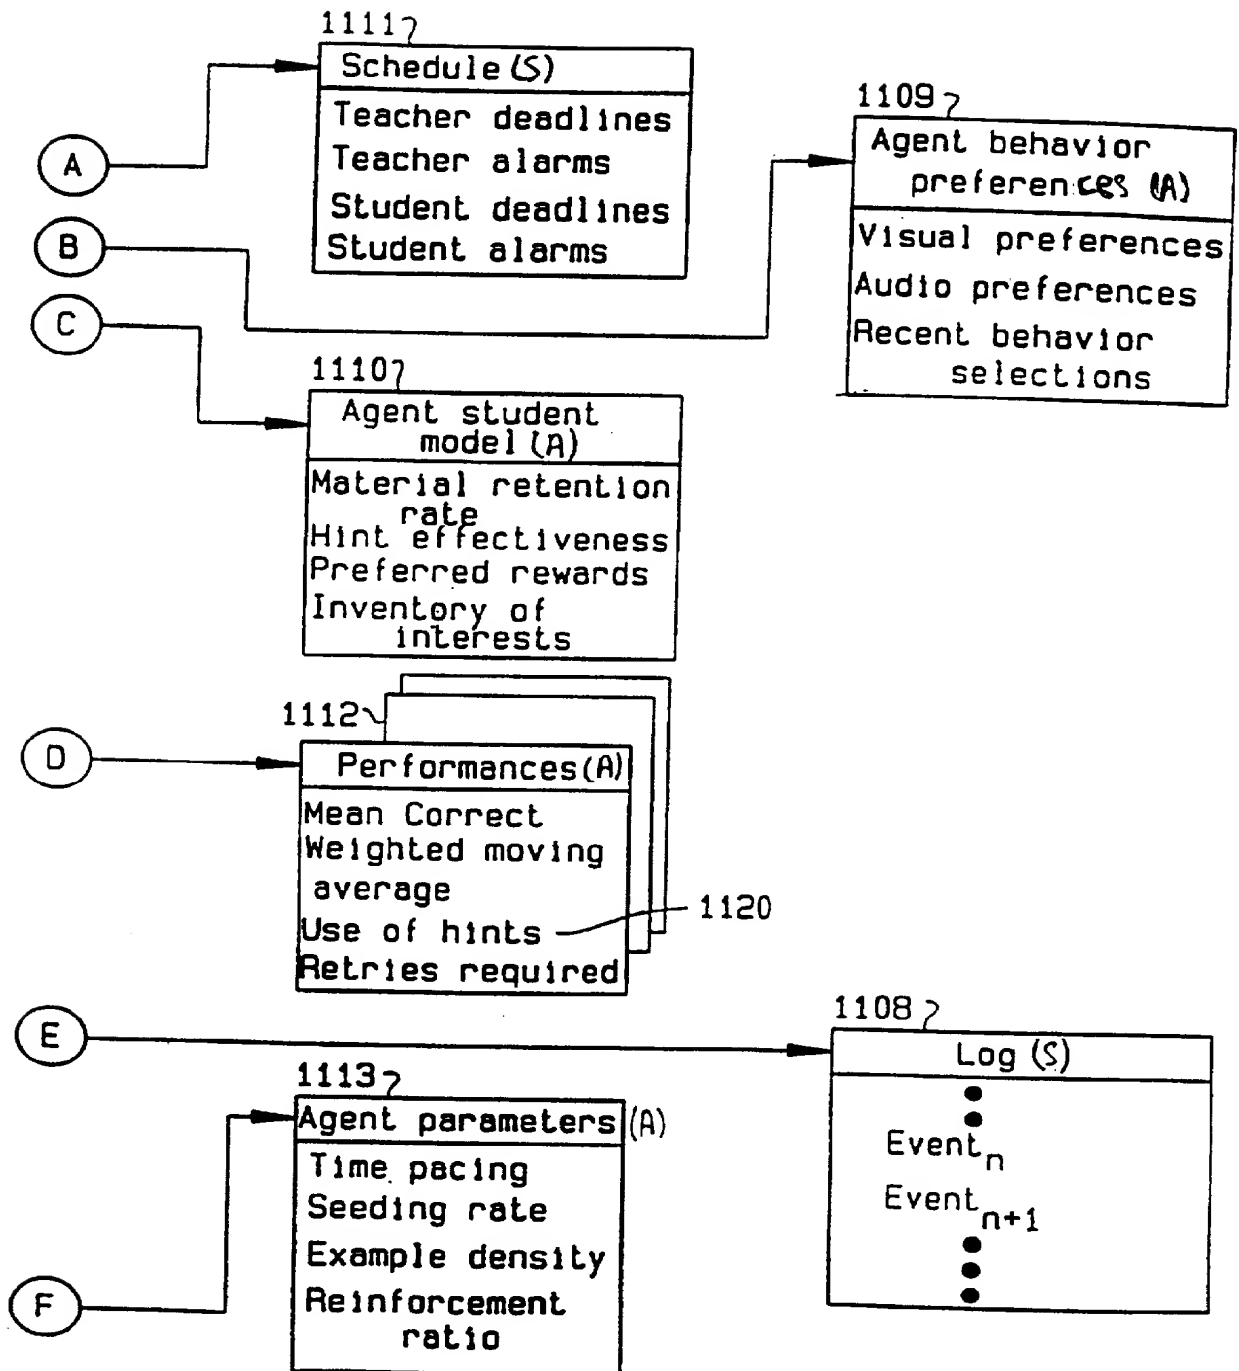 1111
Schedule (S)
Teacher deadlines
Teacher alarms
Student deadlines
Student alarms
A
B
C
1109
Agent behavior
preferences (A)
Visual preferences
Audio preferences
Recent behavior
selections
1110
Agent student
model (A)
Material retention
rate
Hint effectiveness
Preferred rewards
Inventory of
interests
D
1112
Performances (A)
Mean Correct
Weighted moving
average
Use of hints
1120
Retries required
E
1108
Log (S)
Event n
Event n+1
1113
Agent parameters (A)
Time pacing
Seeding rate
Example density
Reinforcement
ratio
F